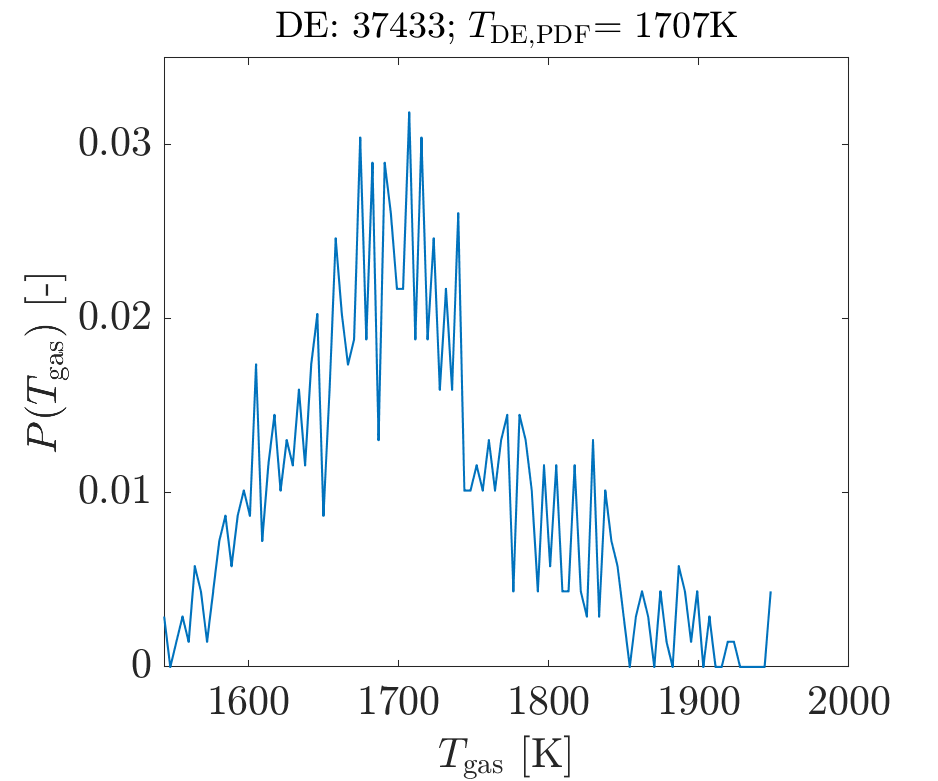 DE: 37433; T_DE,PDF= 1707K
P(T_gas) [-]
0.03
0.02
0.01
0
1600 1700 1800 1900 2000
T_gas [K]